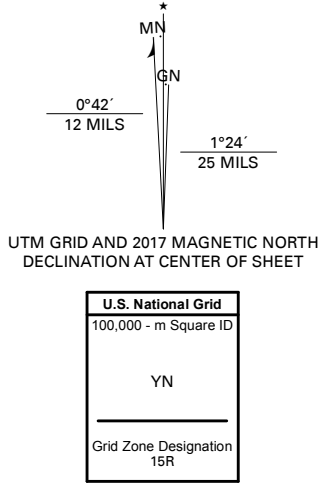 ★
MN
GN
0°42´
12 MILS
1°24´
25 MILS
UTM GRID AND 2017 MAGNETIC NORTH
DECLINATION AT CENTER OF SHEET
U.S. National Grid
100,000 - m Square ID
YN
Grid Zone Designation
15R